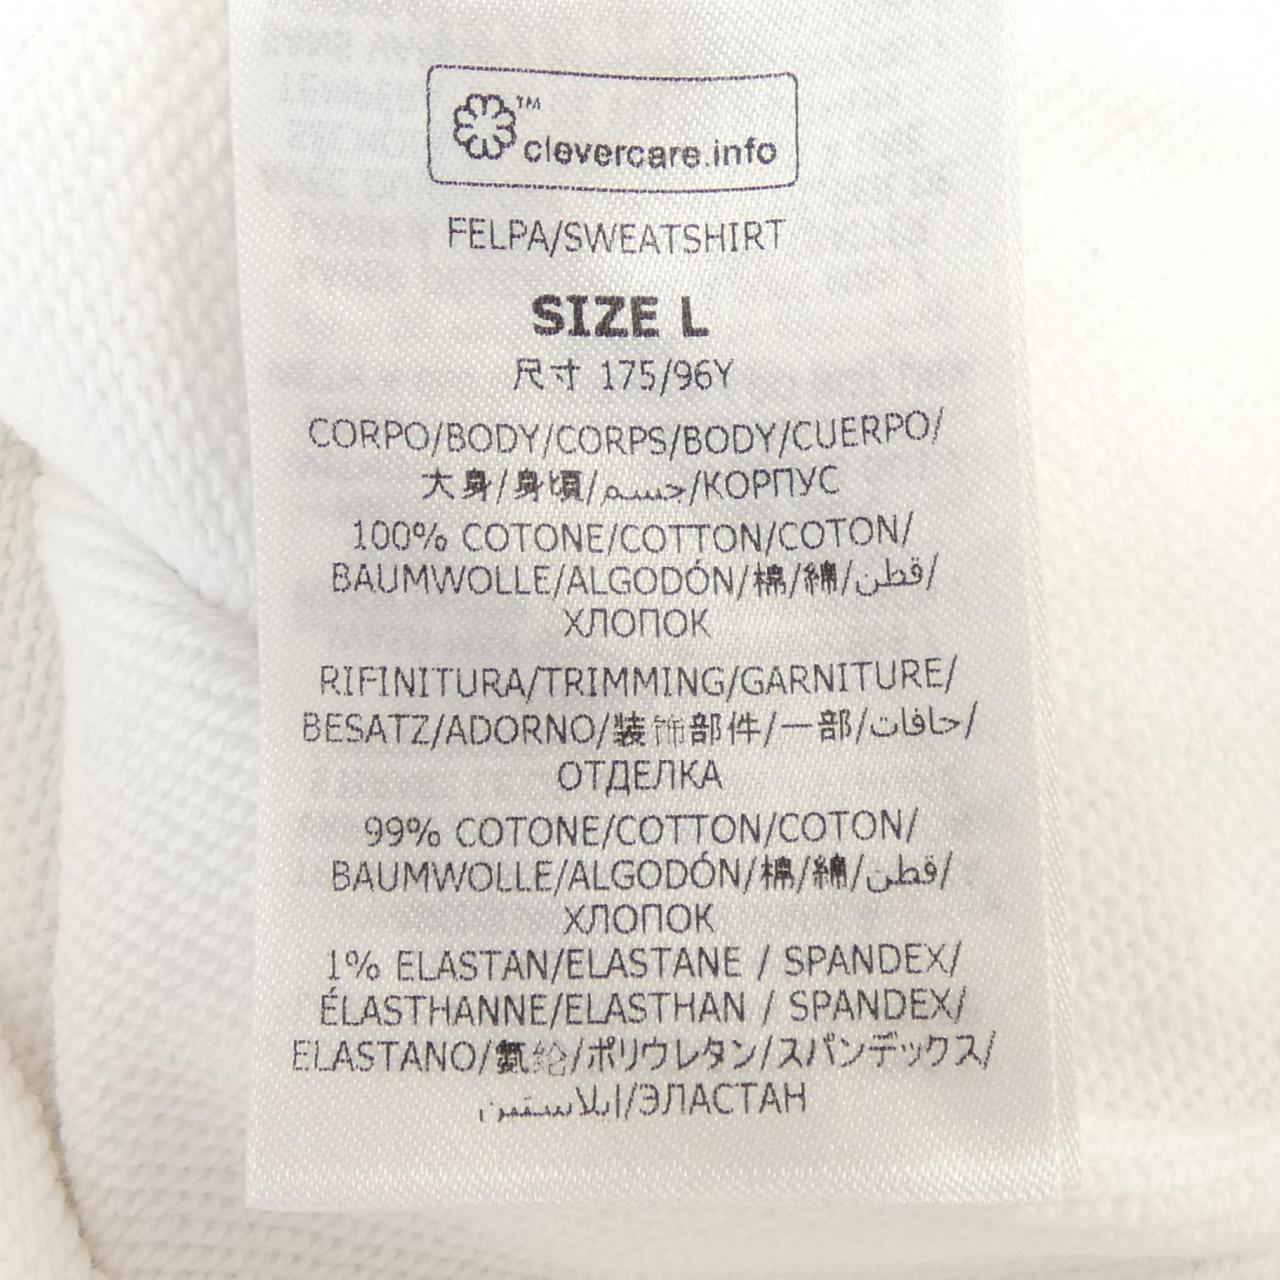 ™
clevercare.info
FELPA/SWEATSHIRT
SIZE L
尺寸 175/96Y
CORPO/BODY/CORPS/BODY/CUERPO/
大身/身頃/جسم/КОРПУС
100% COTONE/COTTON/COTON/
BAUMWOLLE/ALGODÓN/棉/綿/قطن/
ХЛОПОК
RIFINITURA/TRIMMING/GARNITURE/
BESATZ/ADORNO/装饰部件/一部/حافات/
ОТДЕЛКА
99% COTONE/COTTON/COTON/
BAUMWOLLE/ALGODÓN/棉/綿/قطن/
ХЛОПОК
1% ELASTAN/ELASTANE / SPANDEX/
ÉLASTHANNE/ELASTHAN / SPANDEX/
ELASTANO/氨纶/ポリウレタン/スパンデックス/
إيلاستين/ЭЛАСТАН